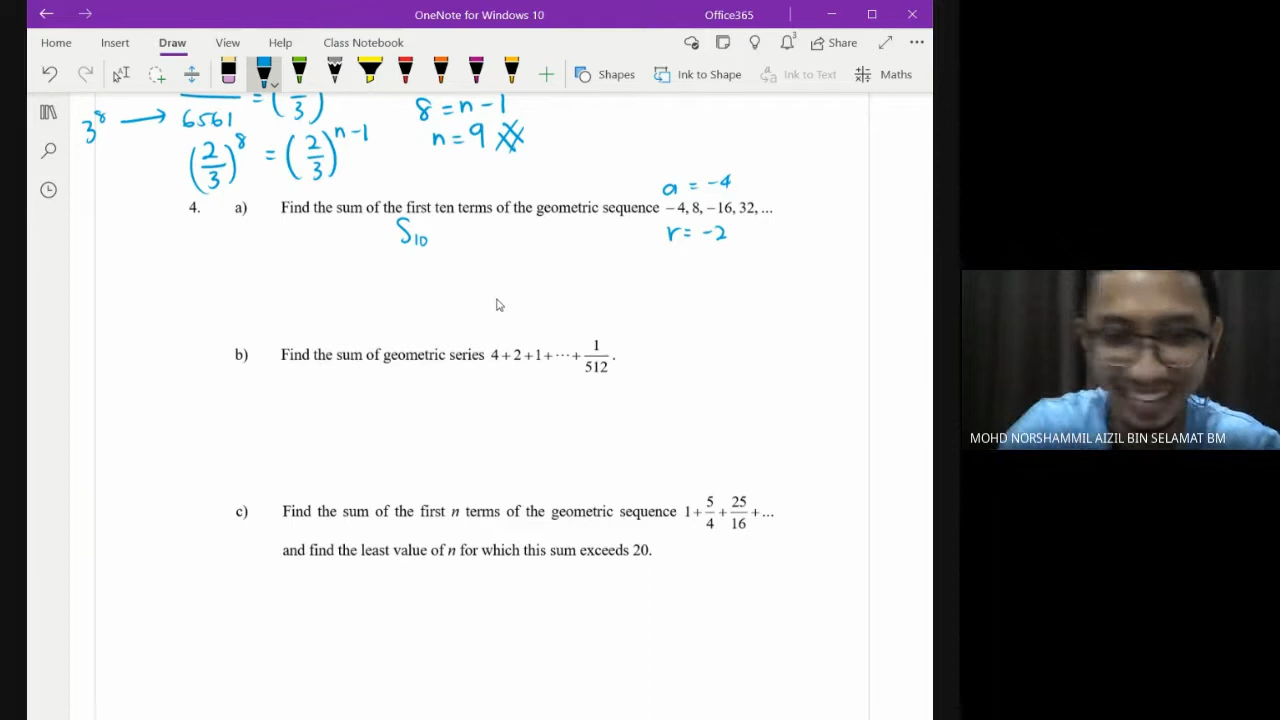 OneNote for Windows 10
Office365
Home Insert Draw View Help Class Notebook
3
Share
Shapes Ink to Shape Ink to Text Maths
3^8 → 6561 = ( /3)
8 = n - 1
n = 9
(2/3)^8 = (2/3)^(n-1)
a = -4
4. a) Find the sum of the first ten terms of the geometric sequence −4, 8, −16, 32, ...
S10
r = -2
b) Find the sum of geometric series 4+2+1+⋯+1/512.
c) Find the sum of the first n terms of the geometric sequence 1+5/4+25/16+...
and find the least value of n for which this sum exceeds 20.
MOHD NORSHAMMIL AIZIL BIN SELAMAT BM